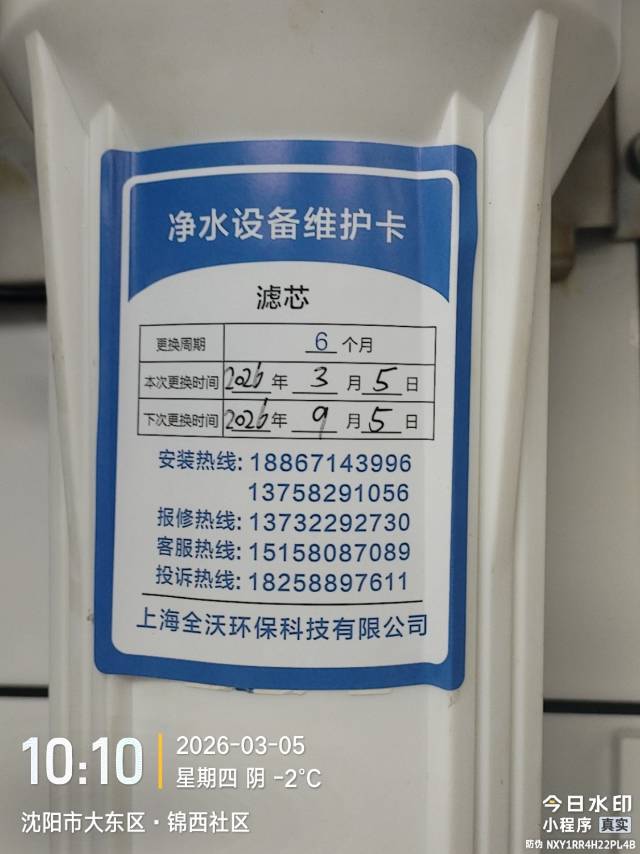 净水设备维护卡
滤芯
更换周期 6 个月
本次更换时间 2026 年 3 月 5 日
下次更换时间 2026 年 9 月 5 日
安装热线: 18867143996
13758291056
报修热线: 13732292730
客服热线: 15158087089
投诉热线: 18258897611
上海全沃环保科技有限公司
10:10
2026-03-05
星期四 阴 -2℃
沈阳市大东区·锦西社区
今日水印
小程序 真实
防伪 NXY1RR4H22PL4B